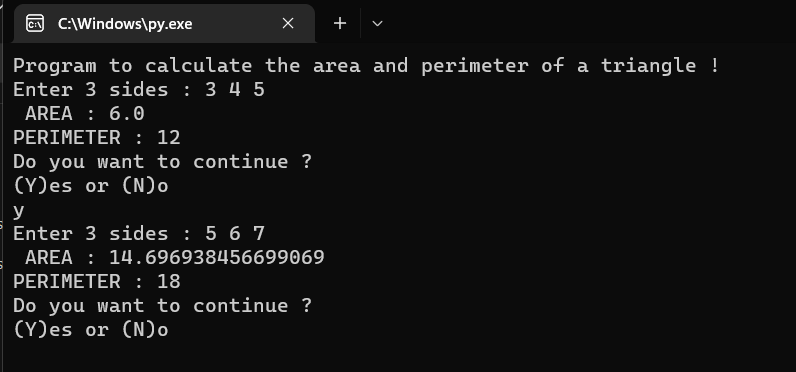 C:\Windows\py.exe
Program to calculate the area and perimeter of a triangle !
Enter 3 sides : 3 4 5
 AREA : 6.0
PERIMETER : 12
Do you want to continue ?
(Y)es or (N)o
y
Enter 3 sides : 5 6 7
 AREA : 14.696938456699069
PERIMETER : 18
Do you want to continue ?
(Y)es or (N)o